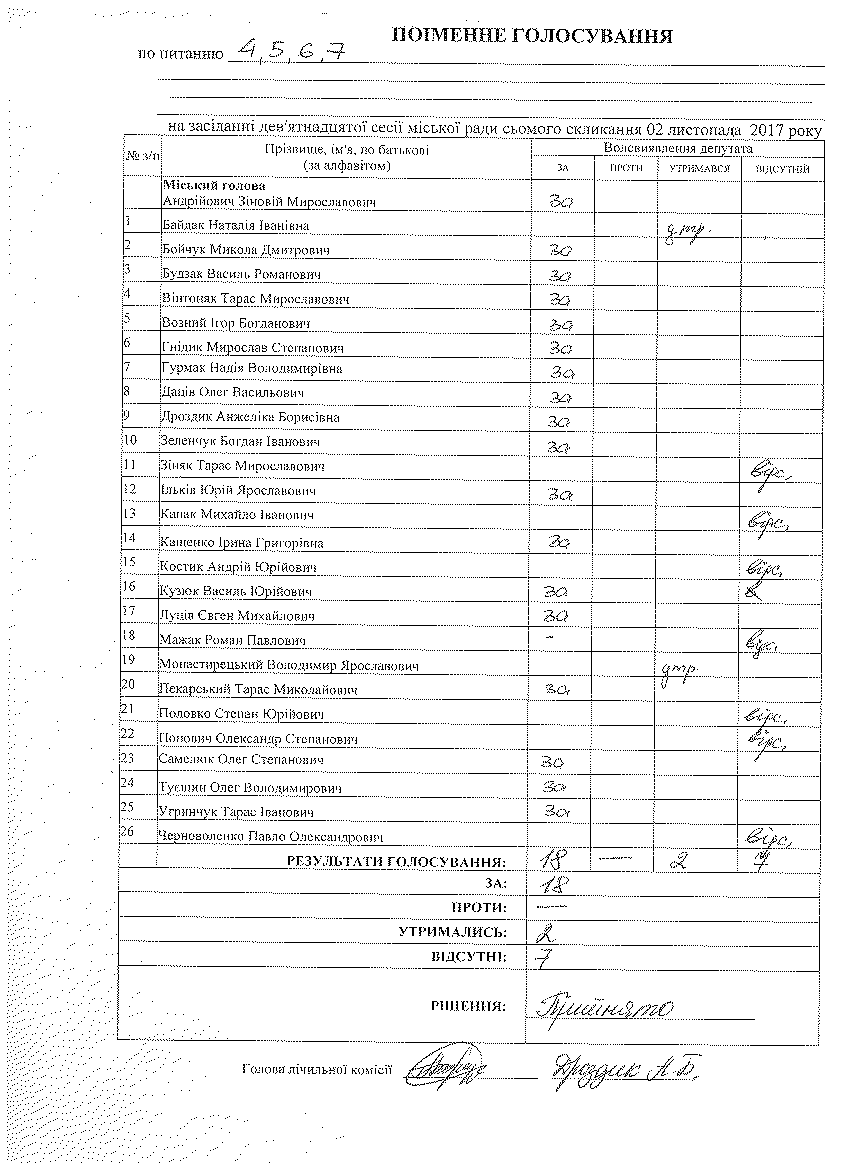 ПОІМЕННЕ ГОЛОСУВАННЯ
по питанню 4, 5, 6, 7
на засіданні дев'ятнадцятої сесії міської ради сьомого скликання 02 листопада 2017 року
№ з/п Прізвище, ім'я, по батькові (за алфавітом) Волевиявлення депутата
ЗА ПРОТИ УТРИМАВСЯ ВІДСУТНІЙ
Міський голова
Андрійович Зіновій Мирославович за
1 Байдак Наталія Іванівна утр.
2 Бойчук Микола Дмитрович за
3 Будзак Василь Романович за
4 Вінтоняк Тарас Мирославович за
5 Возний Ігор Богданович за
6 Гнідик Мирослав Степанович за
7 Гурмак Надія Володимирівна за
8 Даців Олег Васильович за
9 Дроздик Анжеліка Борисівна за
10 Зеленчук Богдан Іванович за
11 Зіняк Тарас Мирославович відс.
12 Ільків Юрій Ярославович за
13 Капак Михайло Іванович відс.
14 Кащенко Ірина Григорівна за
15 Костик Андрій Юрійович відс.
16 Кузюк Василь Юрійович за
17 Луців Євген Михайлович за
18 Мажак Роман Павлович - відс.
19 Монастирецький Володимир Ярославович утр.
20 Пекарський Тарас Миколайович за
21 Половко Степан Юрійович відс.
22 Попович Олександр Степанович відс.
23 Самелюк Олег Степанович за
24 Туєшин Олег Володимирович за
25 Угринчук Тарас Іванович за
26 Черноволенко Павло Олександрович відс.
РЕЗУЛЬТАТИ ГОЛОСУВАННЯ: 18 — 2 7
ЗА: 18
ПРОТИ: —
УТРИМАЛИСЬ: 2
ВІДСУТНІ: 7
РІШЕННЯ: Прийнято
Голова лічильної комісії Дроздик А.Б.